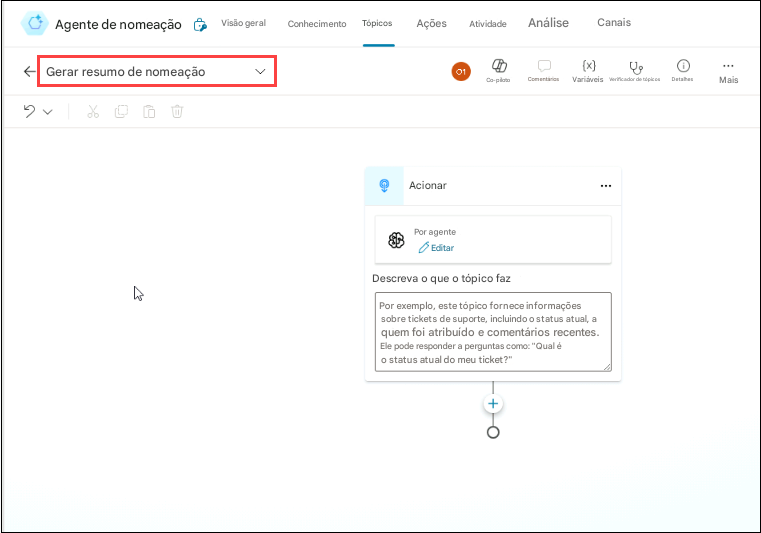 Agente de nomeação
Visão geral
Conhecimento
Tópicos
Ações
Atividade
Análise
Canais
Gerar resumo de nomeação
01
Co-piloto
Comentários
{x}
Variáveis
Verificador de tópicos
Detalhes
Mais
Acionar
Por agente
Editar
Descreva o que o tópico faz
Por exemplo, este tópico fornece informações
sobre tickets de suporte, incluindo o status atual, a
quem foi atribuído e comentários recentes.
Ele pode responder a perguntas como: "Qual é
o status atual do meu ticket?"